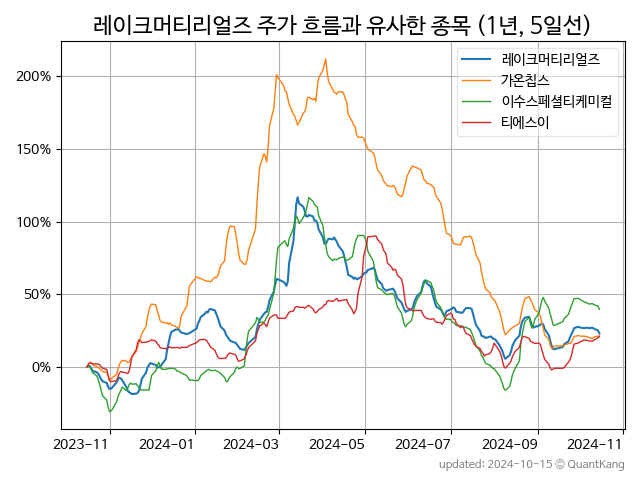 레이크머티리얼즈 주가 흐름과 유사한 종목 (1년, 5일선)
레이크머티리얼즈
가온칩스
이수스페셜티케미컬
티에스이
200%
150%
100%
50%
0%
2023-11 2024-01 2024-03 2024-05 2024-07 2024-09 2024-11
updated: 2024-10-15 © QuantKang